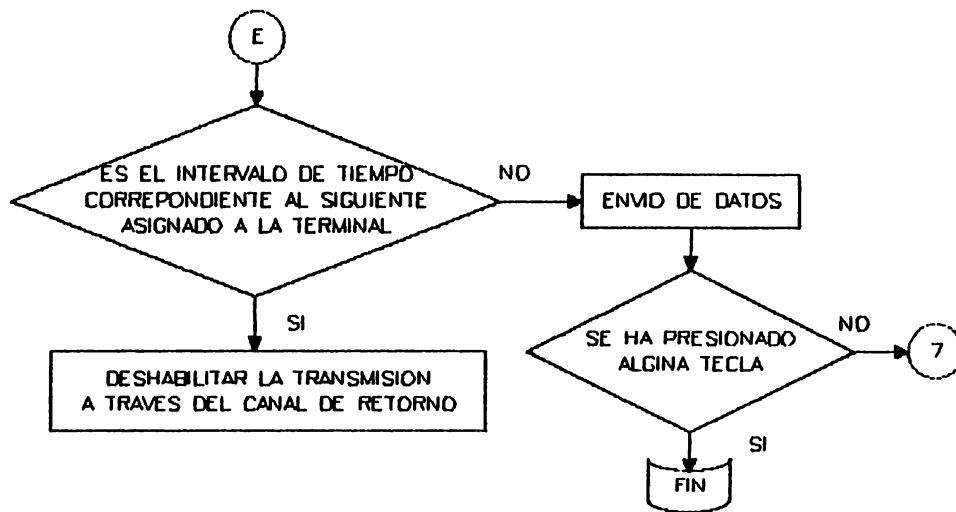 E
ES EL INTERVALO DE TIEMPO
CORREPONDIENTE AL SIGUIENTE
ASIGNADO A LA TERMINAL
NO
ENVIO DE DATOS
SI
DESHABILITAR LA TRANSMISION
A TRAVES DEL CANAL DE RETORNO
SE HA PRESIONADO
ALGINA TECLA
NO
7
SI
FIN